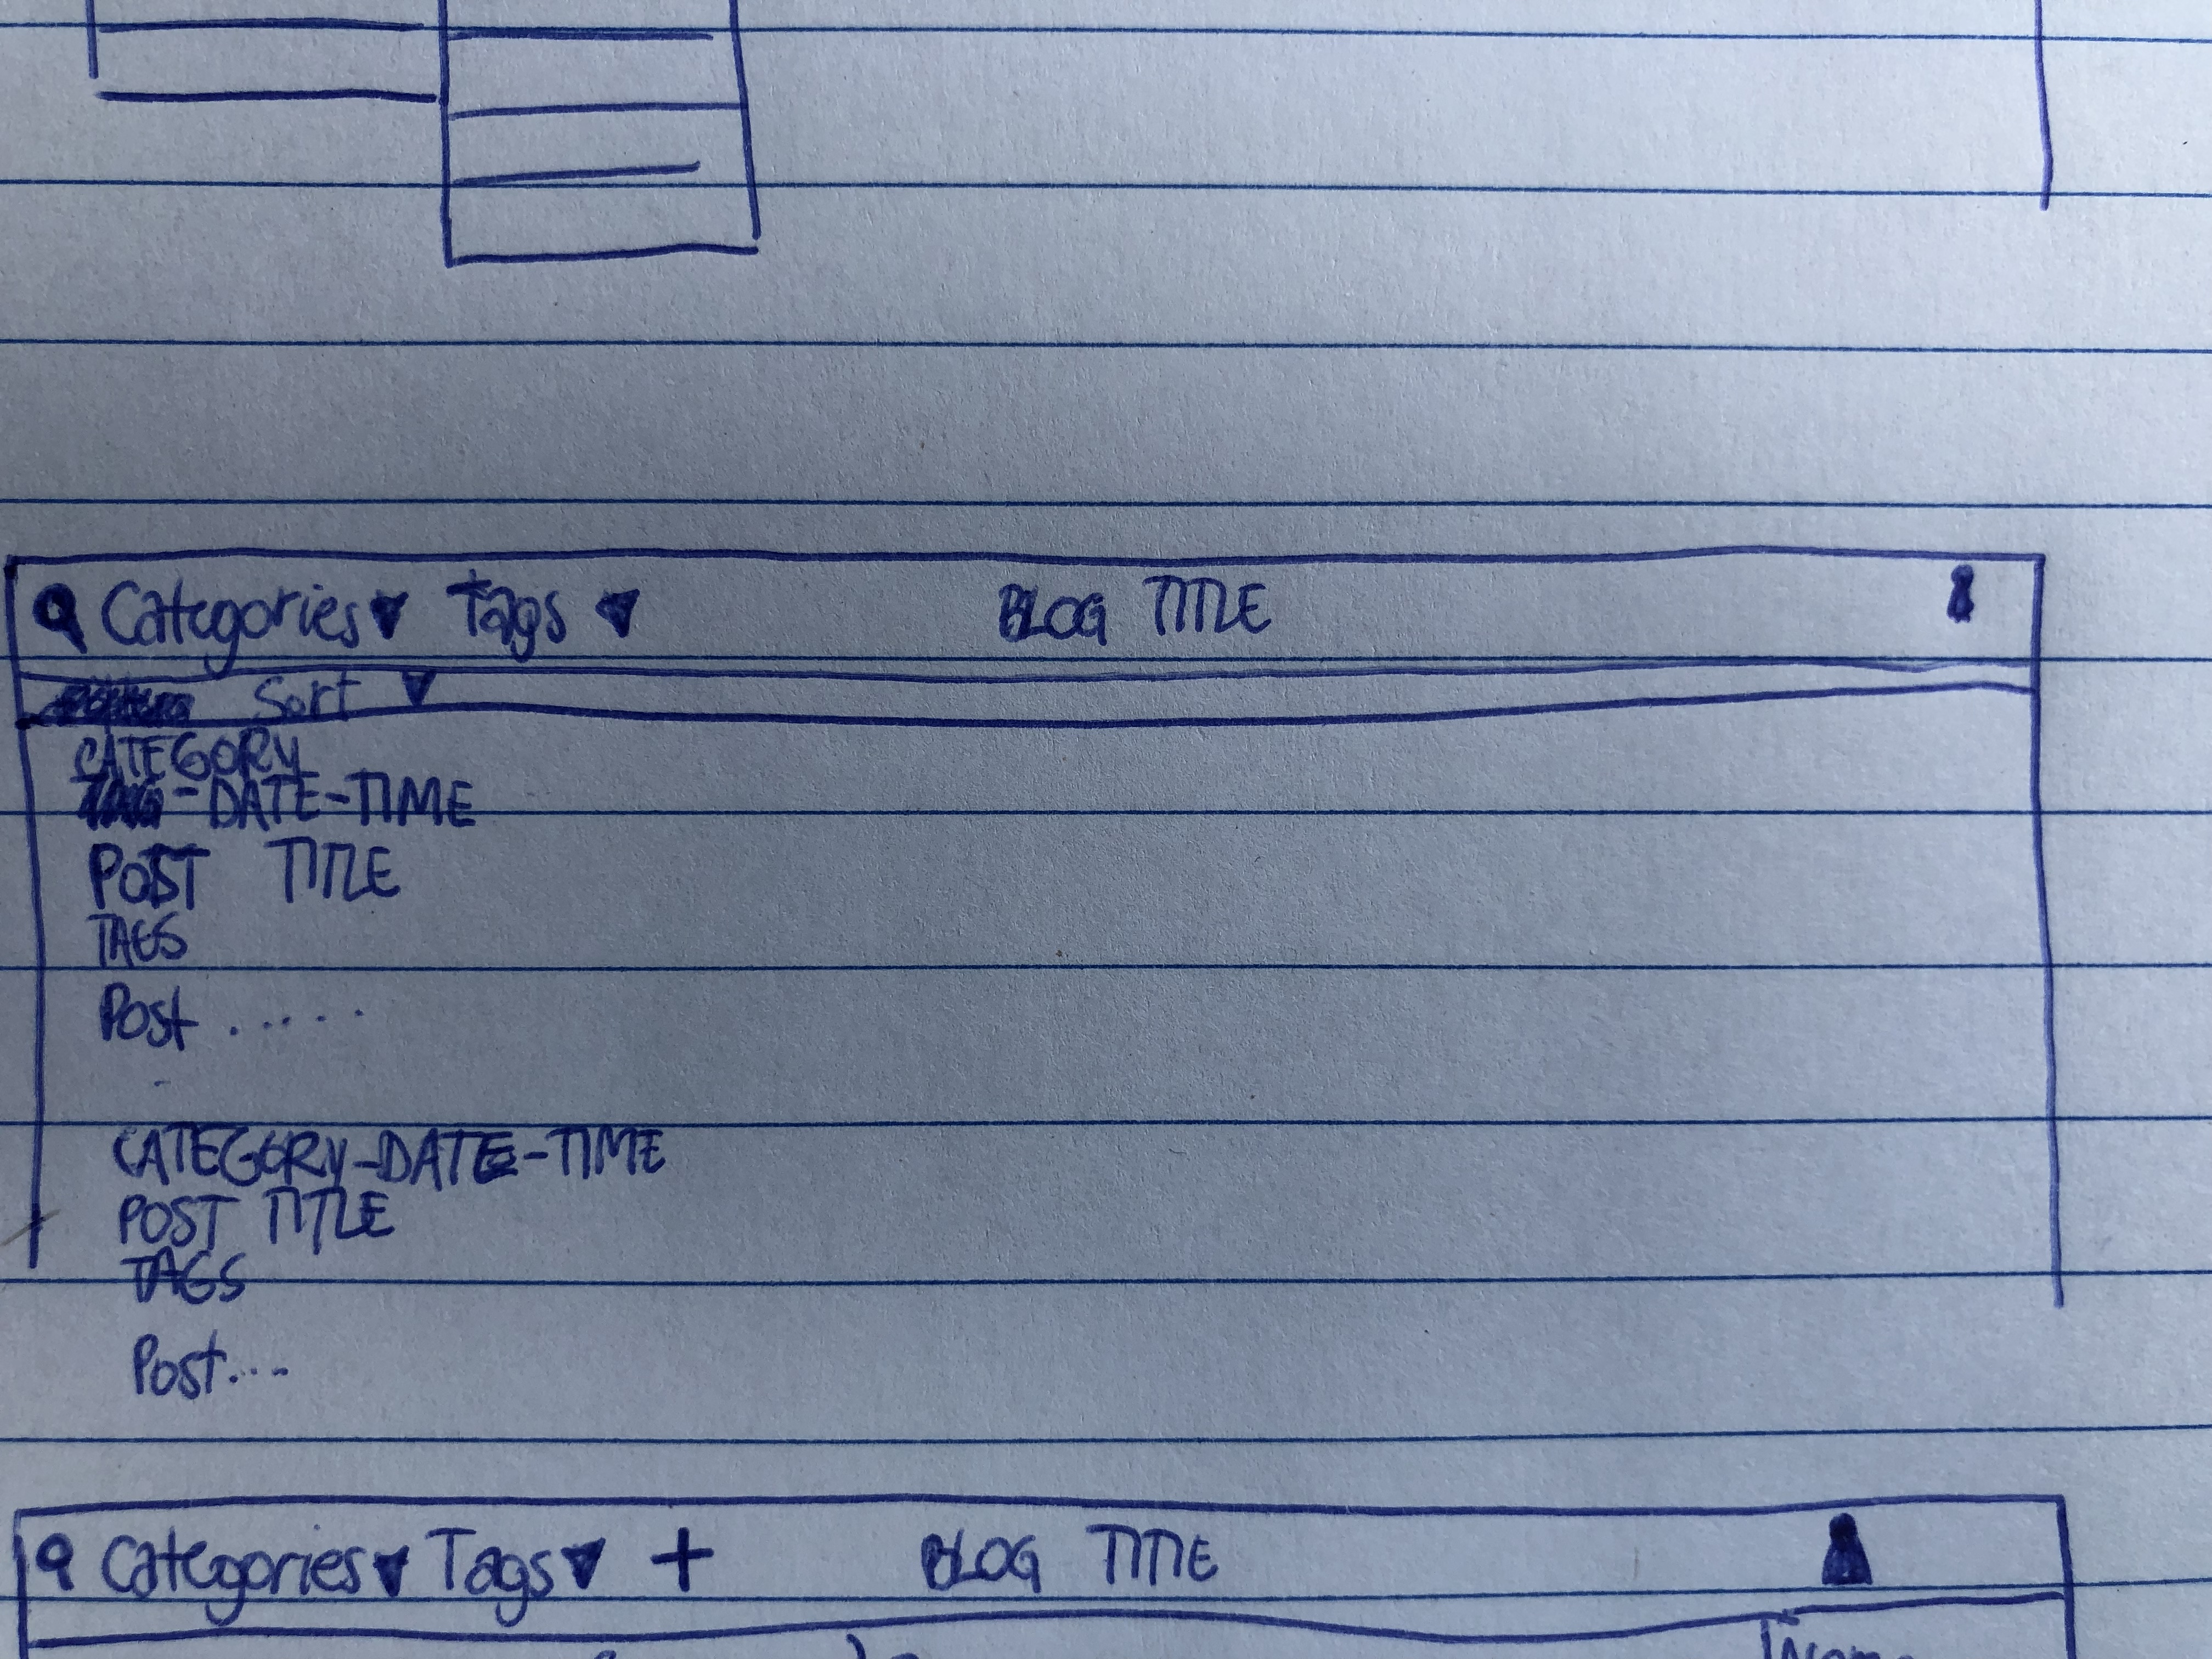 Categories Tags BLOG TITLE
Sort
CATEGORY
-DATE-TIME
POST TITLE
TAGS
Post .....
CATEGORY-DATE-TIME
POST TITLE
TAGS
Post....
Categories Tags + BLOG TITLE